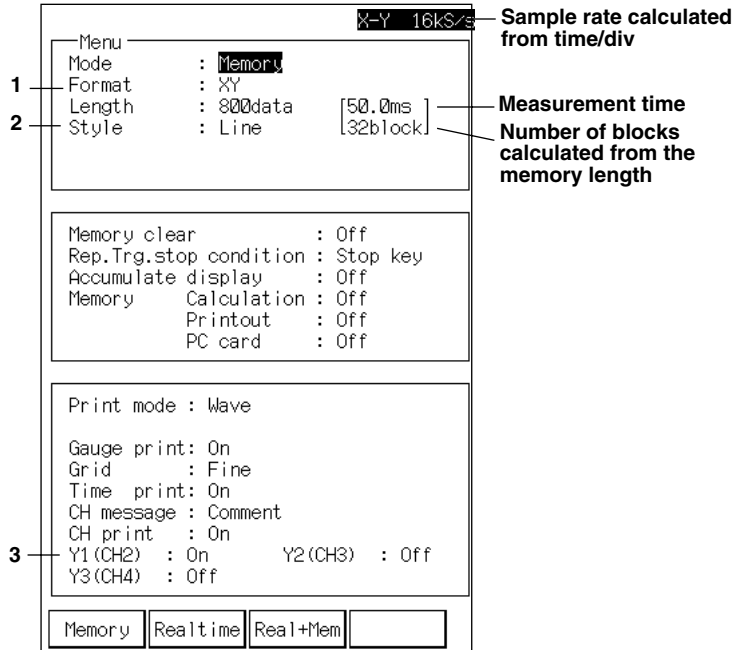 X-Y 16kS/s
Sample rate calculated
from time/div
Menu
Mode : Memory
1 Format : XY
Length : 800data [50.0ms ]
Measurement time
2 Style : Line [32block]
Number of blocks
calculated from the
memory length
Memory clear : Off
Rep.Trg.stop condition : Stop key
Accumulate display : Off
Memory Calculation : Off
Printout : Off
PC card : Off
Print mode : Wave
Gauge print: On
Grid : Fine
Time print: On
CH message : Comment
CH print : On
3 Y1(CH2) : On Y2(CH3) : Off
Y3(CH4) : Off
Memory Realtime Real+Mem